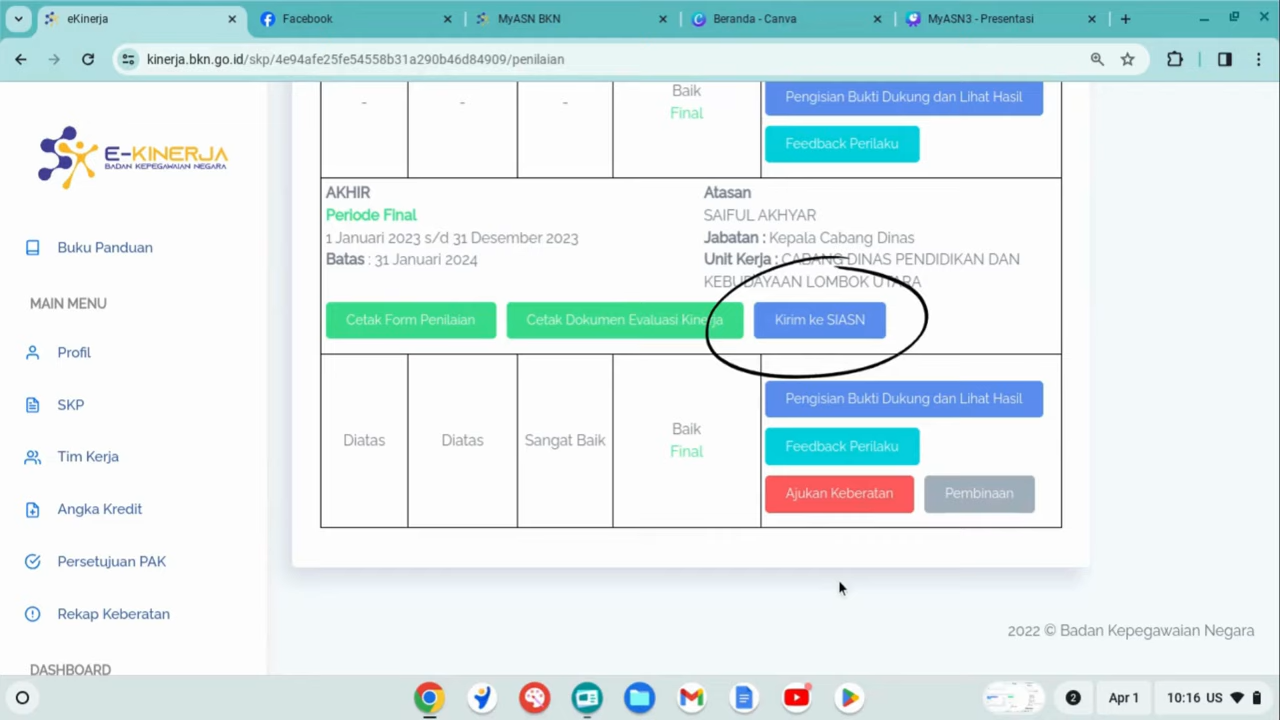 eKinerja
Facebook
MyASN BKN
Beranda - Canva
MyASN3 - Presentasi
kinerja.bkn.go.id/skp/4e94afe25fe54558b31a290b46d84909/penilaian
E-KINERJA
BADAN KEPEGAWAIAN NEGARA
Buku Panduan
MAIN MENU
Profil
SKP
Tim Kerja
Angka Kredit
Persetujuan PAK
Rekap Keberatan
DASHBOARD
-
-
-
Baik
Final
Pengisian Bukti Dukung dan Lihat Hasil
Feedback Perilaku
AKHIR
Periode Final
1 Januari 2023 s/d 31 Desember 2023
Batas : 31 Januari 2024
Atasan
SAIFUL AKHYAR
Jabatan : Kepala Cabang Dinas
Unit Kerja : CABANG DINAS PENDIDIKAN DAN
KEBUDAYAAN LOMBOK UTARA
Cetak Form Penilaian
Cetak Dokumen Evaluasi Kinerja
Kirim ke SIASN
Diatas
Diatas
Sangat Baik
Baik
Final
Pengisian Bukti Dukung dan Lihat Hasil
Feedback Perilaku
Ajukan Keberatan
Pembinaan
2022 © Badan Kepegawaian Negara
2
Apr 1
10:16 US